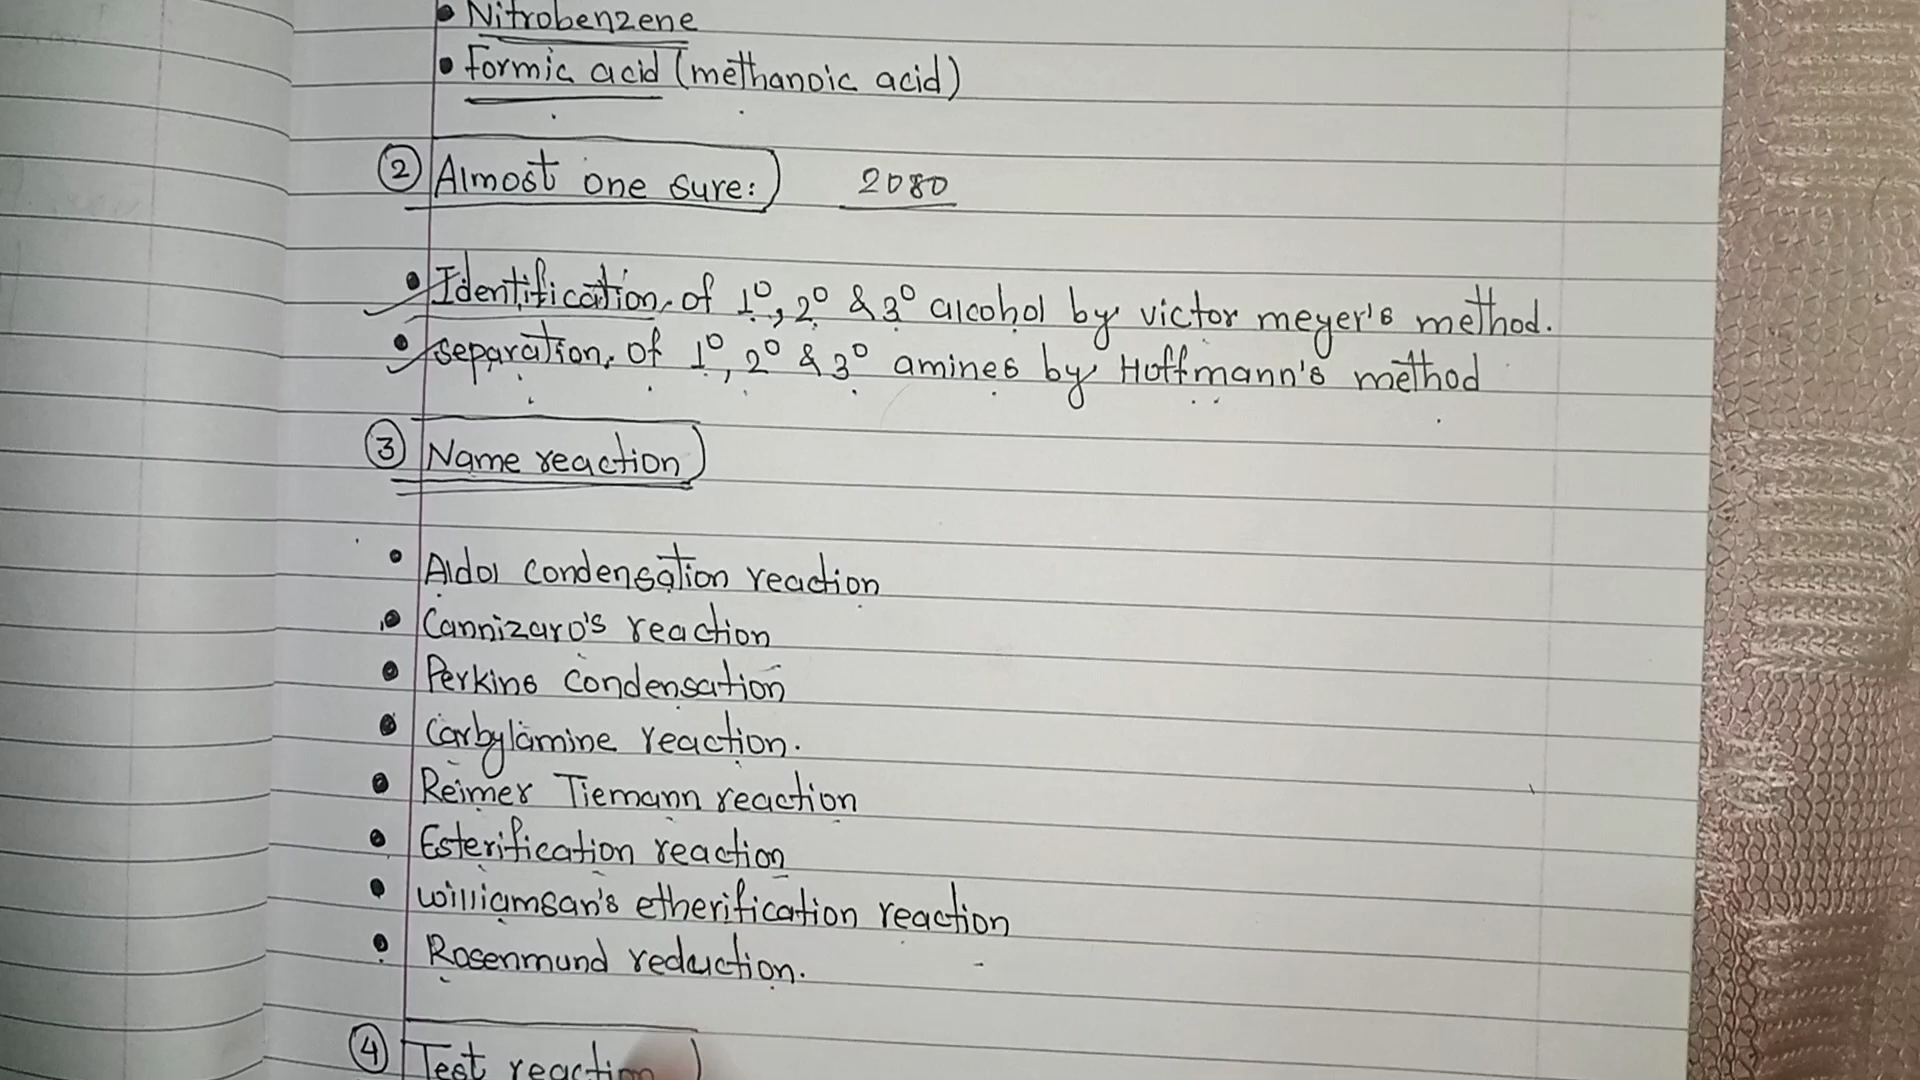 • Nitrobenzene
• Formic acid (methanoic acid)
② Almost one sure: 2080
• Identification of 1°, 2° & 3° alcohol by victor meyer's method.
• separation of 1°, 2° & 3° amines by Hoffmann's method
③ Name reaction
• Aldol condensation reaction
• Cannizaro's reaction
• Perkins condensation
• Carbylamine reaction.
• Reimer Tiemann reaction
• Esterification reaction
• williamsan's etherification reaction
• Rosenmund reduction.
④ Test reaction